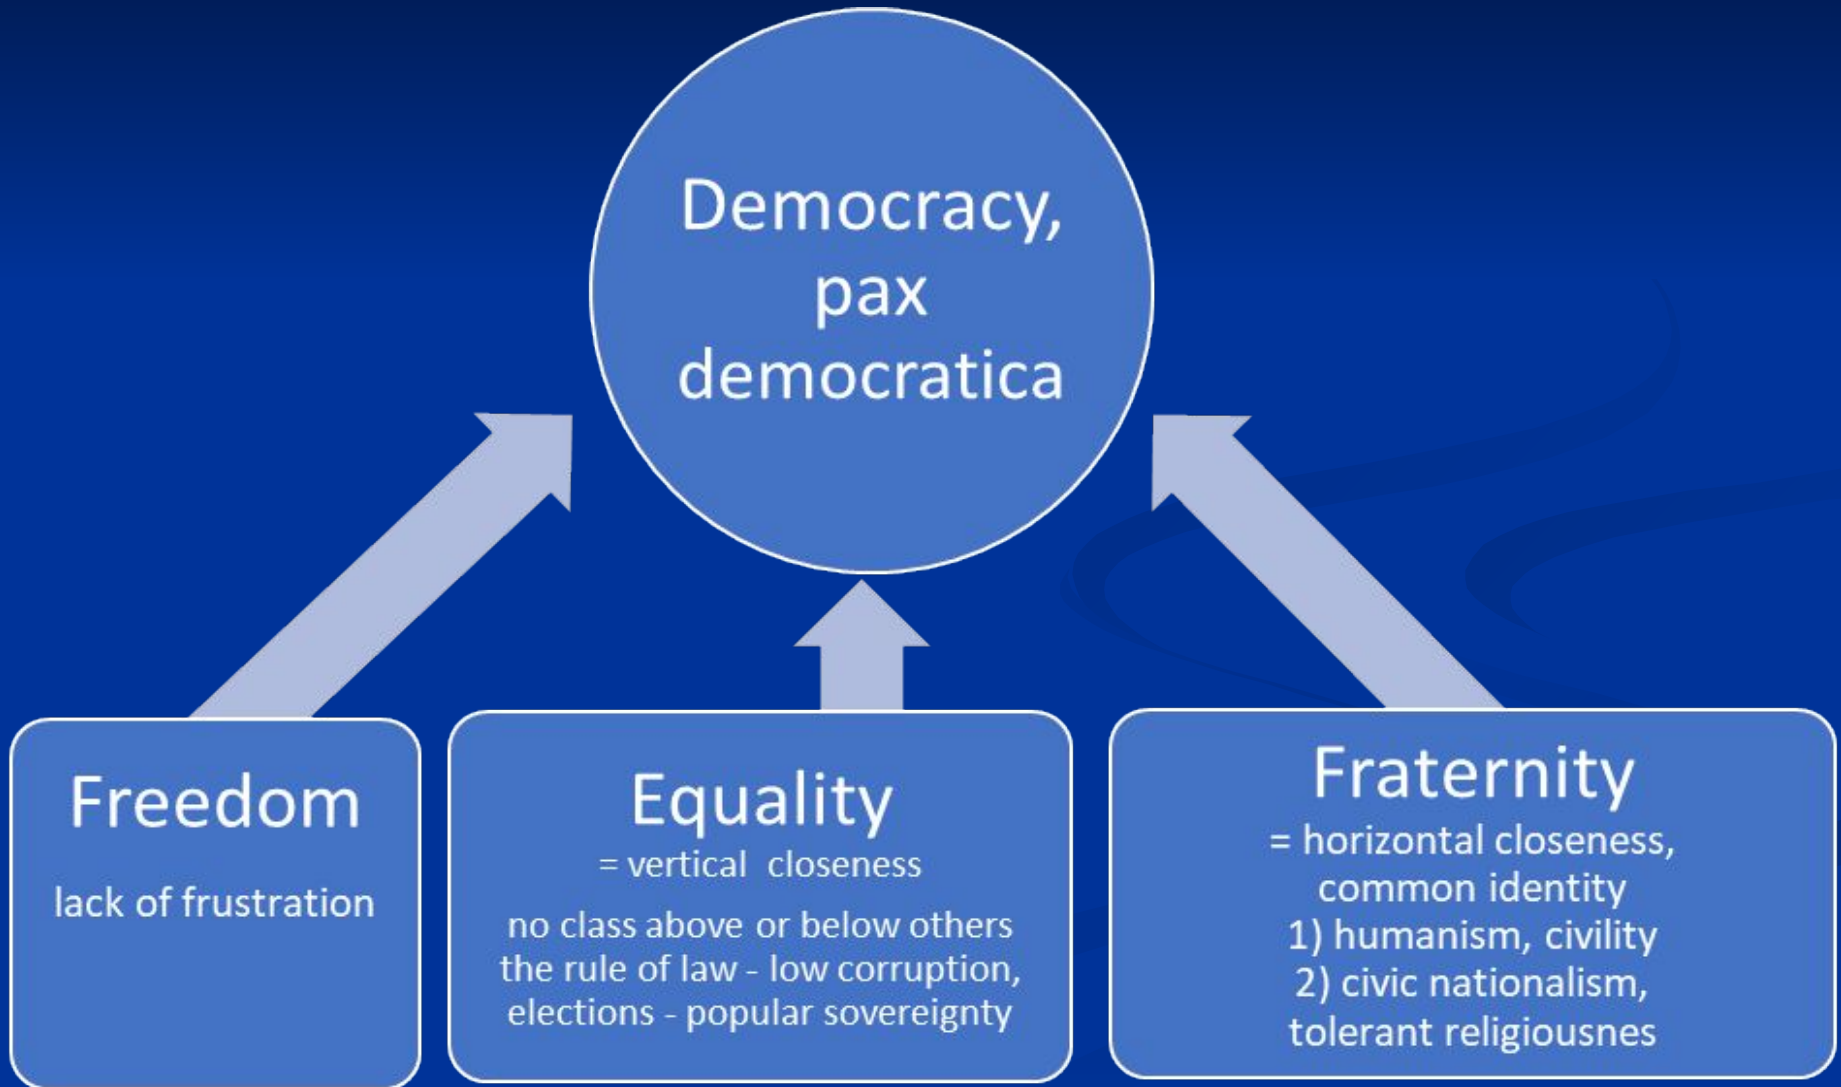 Democracy,
pax
democratica
Freedom
lack of frustration
Equality
= vertical closeness
no class above or below others
the rule of law - low corruption,
elections - popular sovereignty
Fraternity
= horizontal closeness,
common identity
1) humanism, civility
2) civic nationalism,
tolerant religiousnes